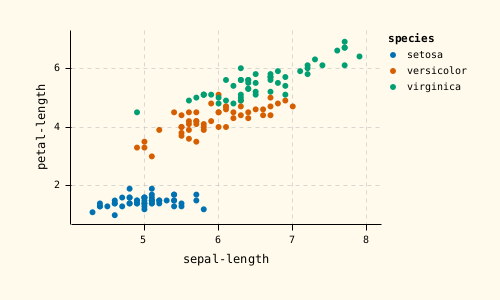 species
setosa
versicolor
virginica
petal-length
6
4
2
5
6
7
8
sepal-length